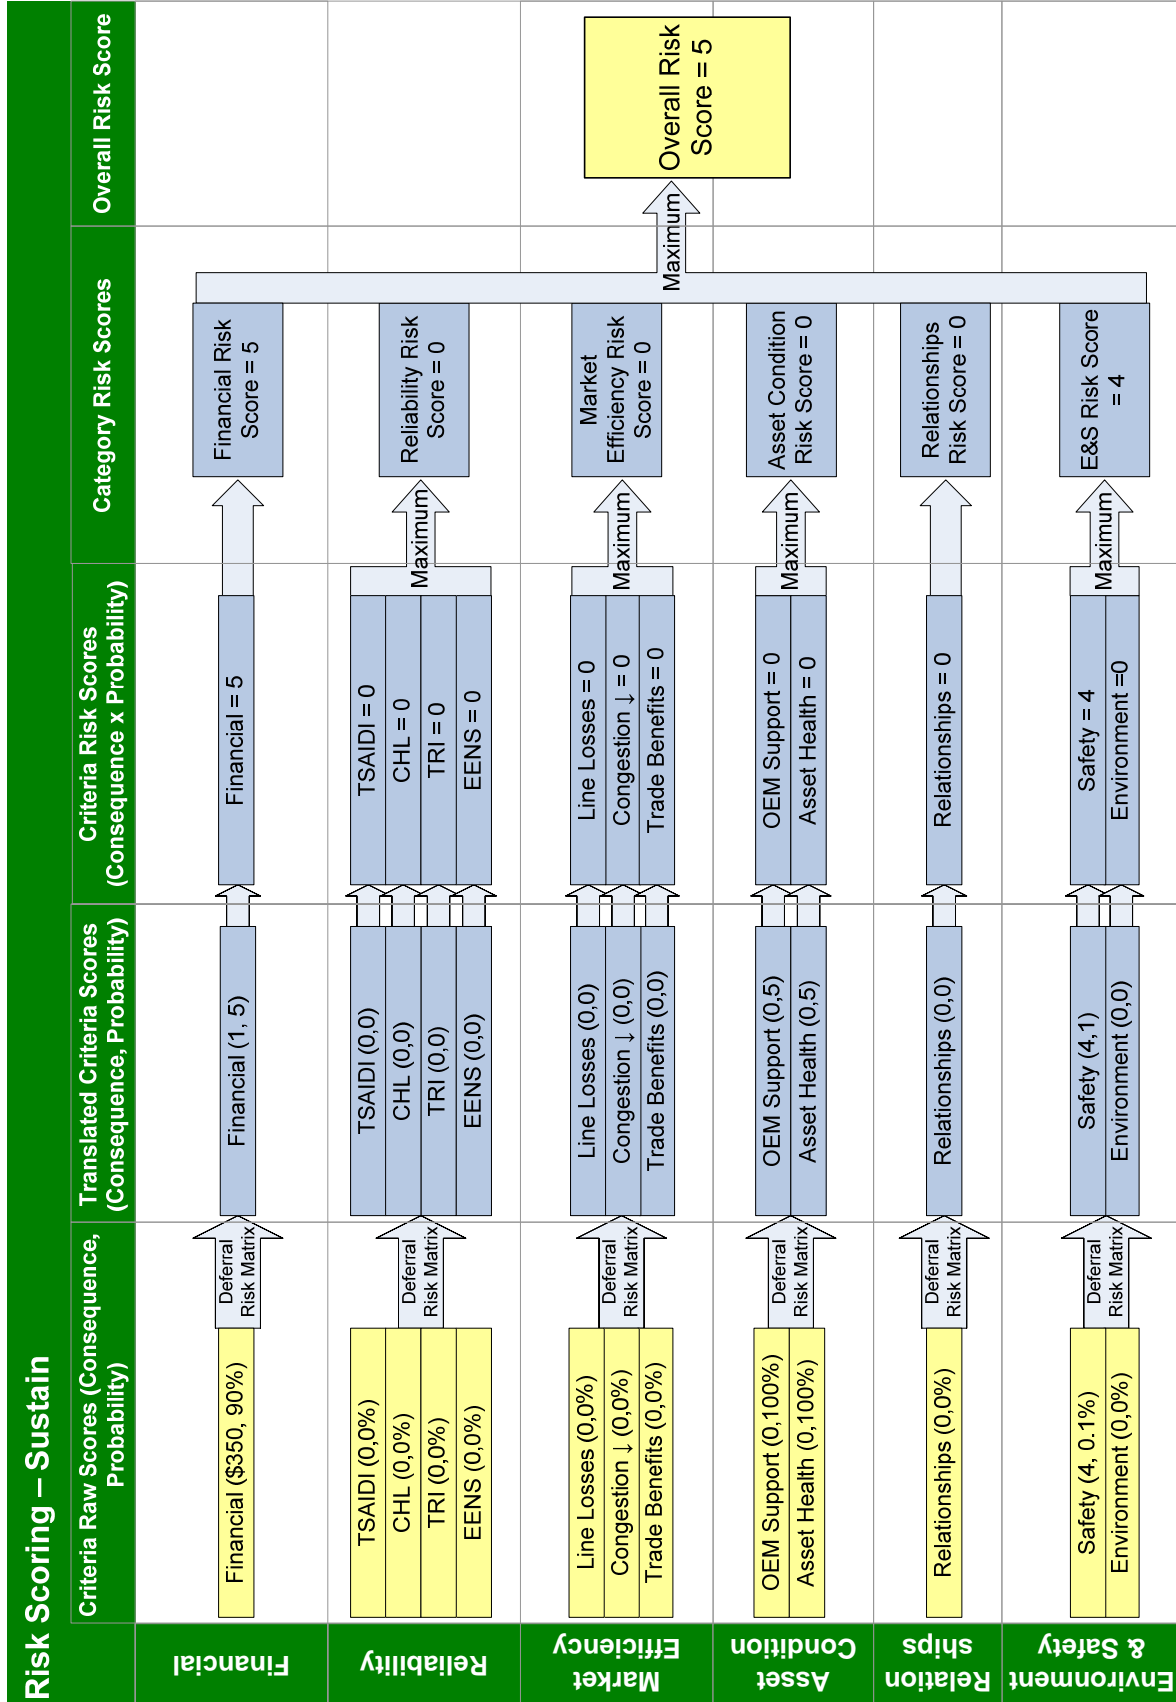 Risk Scoring – Sustain
Criteria Raw Scores (Consequence,
Probability)
Translated Criteria Scores
(Consequence, Probability)
Criteria Risk Scores
(Consequence x Probability)
Category Risk Scores
Overall Risk Score
Financial
Financial ($350, 90%)
Deferral
Risk Matrix
Financial (1, 5)
Financial = 5
Financial Risk
Score = 5
Reliability
TSAIDI (0,0%)
CHL (0,0%)
TRI (0,0%)
EENS (0,0%)
Deferral
Risk Matrix
TSAIDI (0,0)
CHL (0,0)
TRI (0,0)
EENS (0,0)
TSAIDI = 0
CHL = 0
TRI = 0
EENS = 0
Maximum
Reliability Risk
Score = 0
Market
Efficiency
Line Losses (0,0%)
Congestion ↓ (0,0%)
Trade Benefits (0,0%)
Deferral
Risk Matrix
Line Losses (0,0)
Congestion ↓ (0,0)
Trade Benefits (0,0)
Line Losses = 0
Congestion ↓ = 0
Trade Benefits = 0
Maximum
Market
Efficiency Risk
Score = 0
Maximum
Overall Risk
Score = 5
Asset
Condition
OEM Support (0,100%)
Asset Health (0,100%)
Deferral
Risk Matrix
OEM Support (0,5)
Asset Health (0,5)
OEM Support = 0
Asset Health = 0
Maximum
Asset Condition
Risk Score = 0
Relation
ships
Relationships (0,0%)
Deferral
Risk Matrix
Relationships (0,0)
Relationships = 0
Relationships
Risk Score = 0
Environment
& Safety
Safety (4, 0.1%)
Environment (0,0%)
Deferral
Risk Matrix
Safety (4,1)
Environment (0,0)
Safety = 4
Environment =0
Maximum
E&S Risk Score
= 4